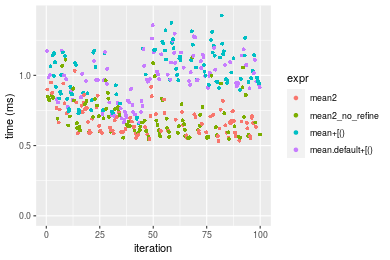 1.0
0.5
0.0
time (ms)
0
25
50
75
100
iteration
expr
mean2
mean2_no_refine
mean+[()
mean.default+[()